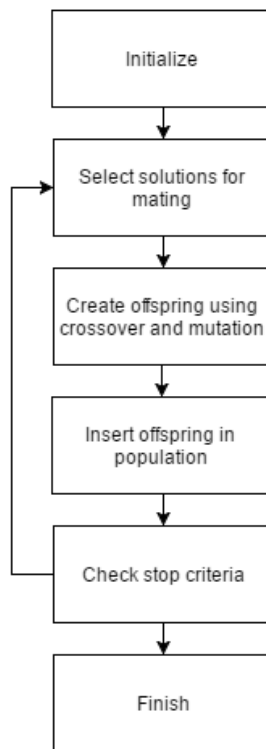 Initialize
Select solutions for
mating
Create offspring using
crossover and mutation
Insert offspring in
population
Check stop criteria
Finish